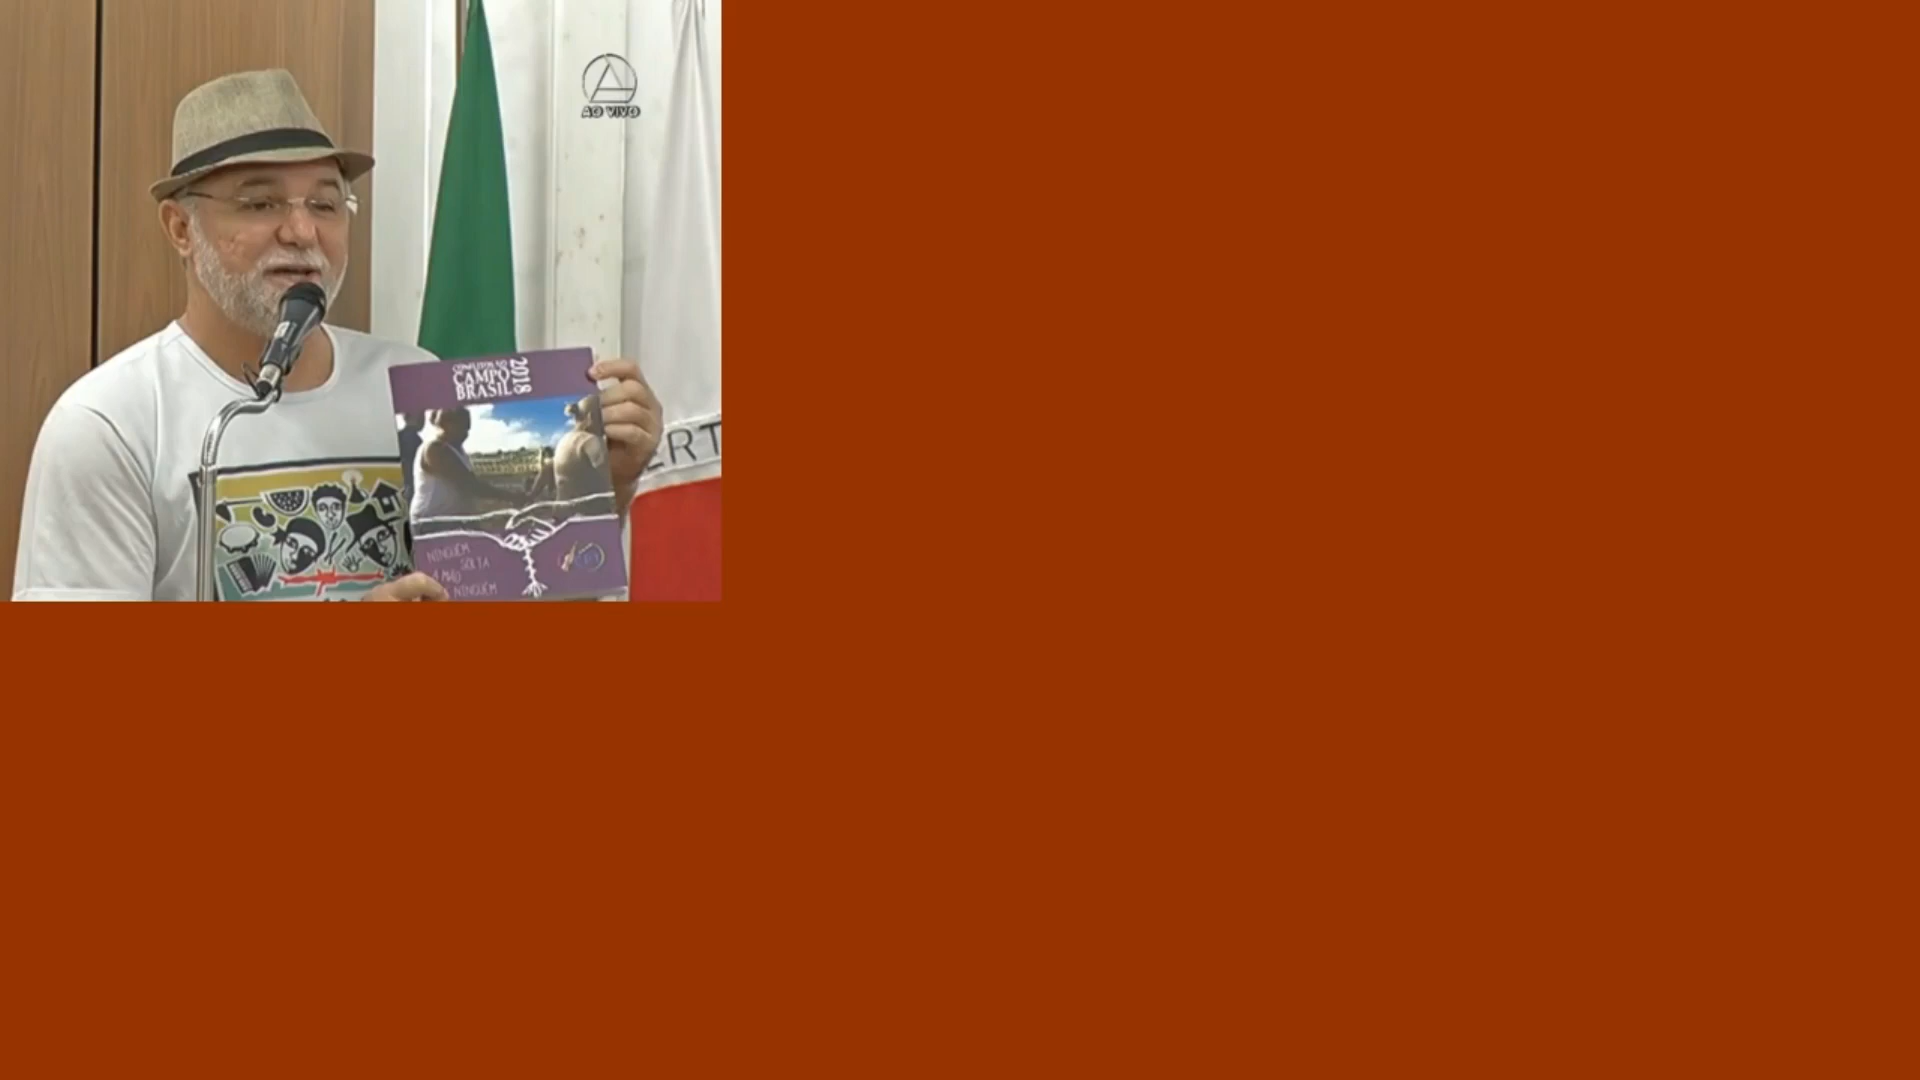 AO VIVO
CONFLITOS NO
CAMPO
BRASIL
2018
ERT
NINGUÉM
SOLTA
A MÃO
NINGUÉM